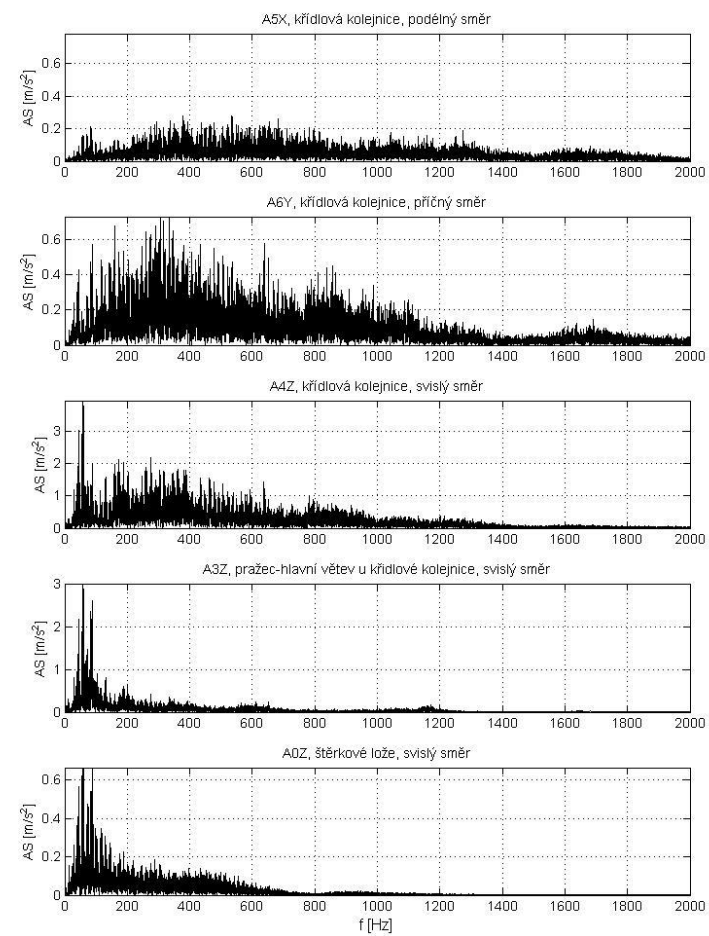 A5X, křídlová kolejnice, podélný směr
AS [m/s²]
0.6
0.4
0.2
0
0 200 400 600 800 1000 1200 1400 1600 1800 2000
A6Y, křídlová kolejnice, příčný směr
AS [m/s²]
0.6
0.4
0.2
0
0 200 400 600 800 1000 1200 1400 1600 1800 2000
A4Z, křídlová kolejnice, svislý směr
AS [m/s²]
3
2
1
0
0 200 400 600 800 1000 1200 1400 1600 1800 2000
A3Z, pražec-hlavní větev u křidlové kolejnice, svislý směr
AS [m/s²]
3
2
1
0
0 200 400 600 800 1000 1200 1400 1600 1800 2000
A0Z, štěrkové lože, svislý směr
AS [m/s²]
0.6
0.4
0.2
0
0 200 400 600 800 1000 1200 1400 1600 1800 2000
f [Hz]